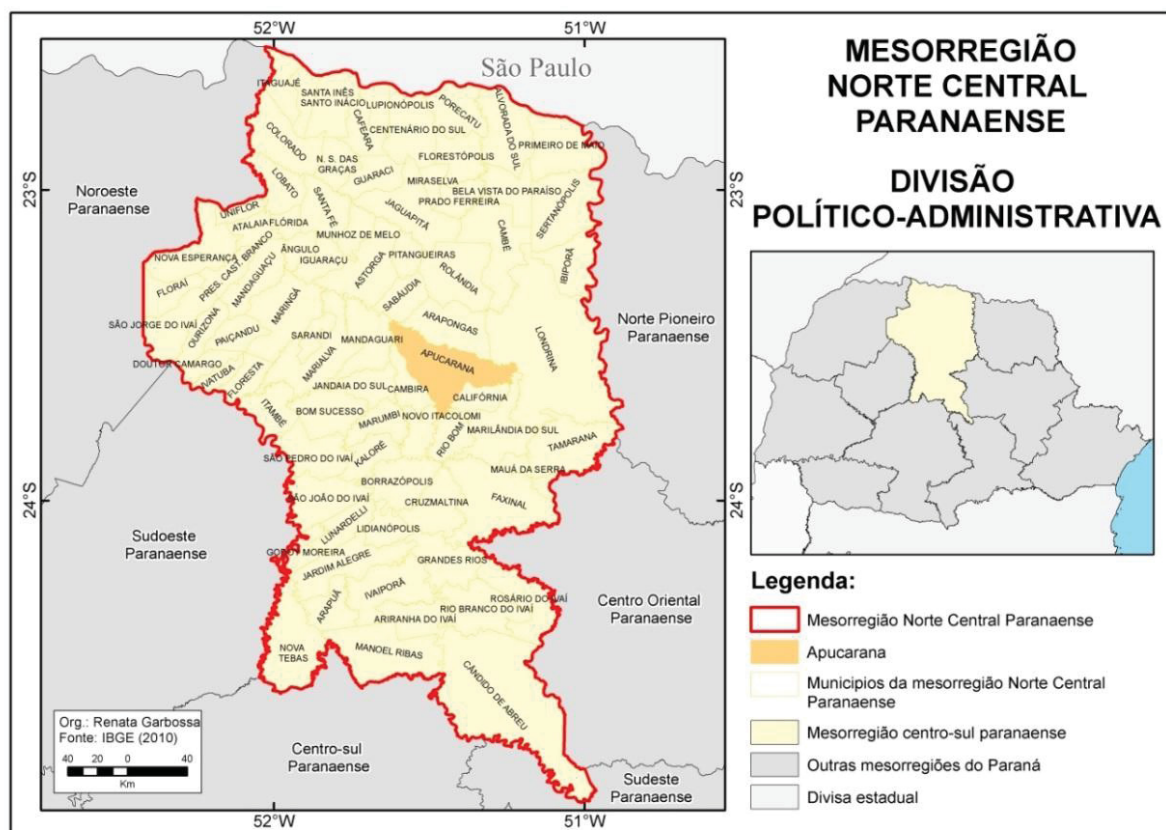 52°W
51°W
São Paulo
ITAGUAJÉ
SANTA INÊS
SANTO INÁCIO
LUPIONÓPOLIS
PORECATU
ALVORADA DO SUL
CAFEARA
CENTENÁRIO DO SUL
PRIMEIRO DE MAIO
COLORADO
N. S. DAS
GRAÇAS
FLORESTÓPOLIS
GUARACI
MIRASELVA
LOBATO
BELA VISTA DO PARAÍSO
PRADO FERREIRA
SERTANÓPOLIS
23°S
23°S
Noroeste
Paranaense
UNIFLOR
SANTA FÉ
JAGUAPITÃ
ATALAIA
FLÓRIDA
CAMBÉ
MUNHOZ DE MELO
ÂNGULO
IGUARAÇU
PITANGUEIRAS
NOVA ESPERANÇA
PRES. CAST. BRANCO
ASTORGA
ROLÂNDIA
IBIPORÃ
FLORAÍ
MANDAGUAÇU
SABÁUDIA
MARINGÁ
SÃO JORGE DO IVAÍ
OURIZONA
PAIÇANDU
SARANDI
MANDAGUARI
ARAPONGAS
LONDRINA
Norte Pioneiro
Paranaense
APUCARANA
DOUTOR CAMARGO
IVATUBA
FLORESTA
MARIALVA
JANDAIA DO SUL
CAMBIRA
CALIFÓRNIA
ITAMBÉ
BOM SUCESSO
MARUMBI
NOVO ITACOLOMI
RIO BOM
MARILÂNDIA DO SUL
TAMARANA
SÃO PEDRO DO IVAÍ
KALORÉ
MAUÁ DA SERRA
BORRAZÓPOLIS
24°S
24°S
SÃO JOÃO DO IVAÍ
CRUZMALTINA
FAXINAL
LUNARDELLI
LIDIANÓPOLIS
Sudoeste
Paranaense
GODOY MOREIRA
JARDIM ALEGRE
GRANDES RIOS
IVAIPORÃ
ARAPUÃ
ROSÁRIO DO IVAÍ
RIO BRANCO DO IVAÍ
ARIRANHA DO IVAÍ
Centro Oriental
Paranaense
NOVA
TEBAS
MANOEL RIBAS
CÂNDIDO DE ABREU
Centro-sul
Paranaense
Sudeste
Paranaense
Org.: Renata Garbossa
Fonte: IBGE (2010)
40 20 0 40
Km
52°W
51°W
MESORREGIÃO
NORTE CENTRAL
PARANAENSE
DIVISÃO
POLÍTICO-ADMINISTRATIVA
Legenda:
Mesorregião Norte Central Paranaense
Apucarana
Municipios da mesorregião Norte Central
Paranaense
Mesorregião centro-sul paranaense
Outras mesorregiões do Paraná
Divisa estadual